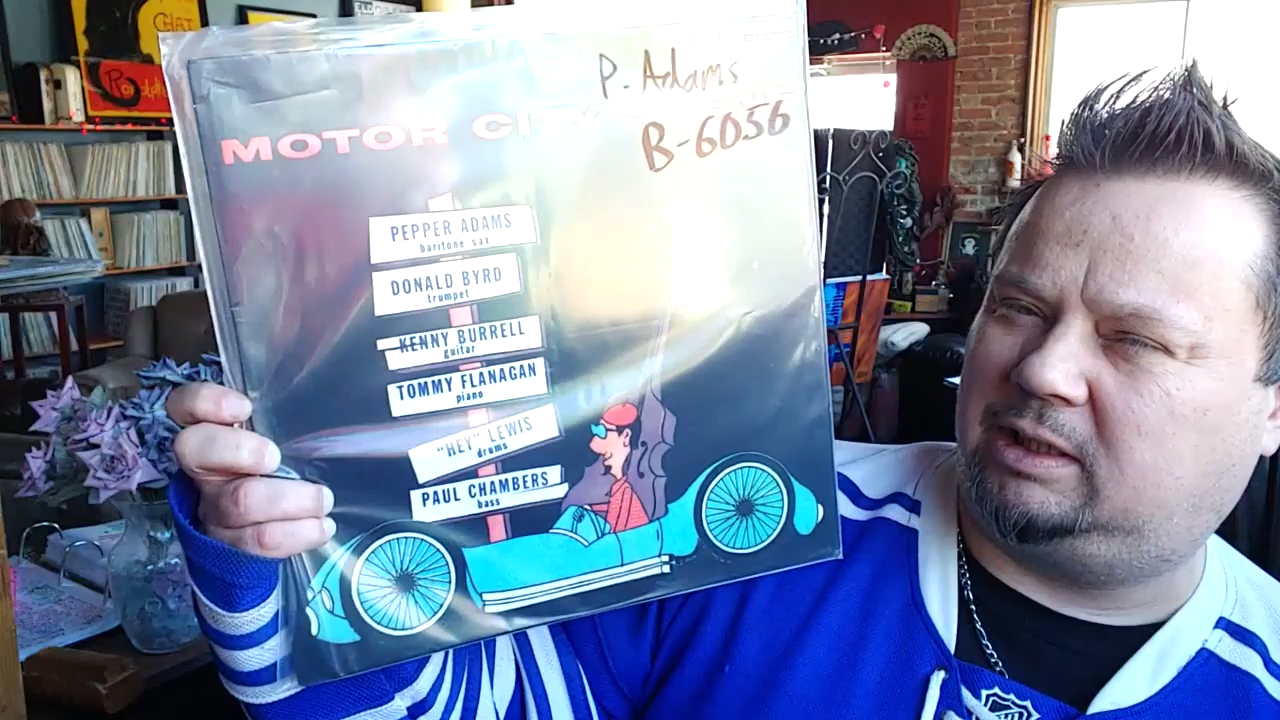 P. Adams
B-6056
MOTOR
PEPPER ADAMS
baritone sax
DONALD BYRD
trumpet
KENNY BURRELL
guitar
TOMMY FLANAGAN
piano
"HEY" LEWIS
drums
PAUL CHAMBERS
bass
NHL